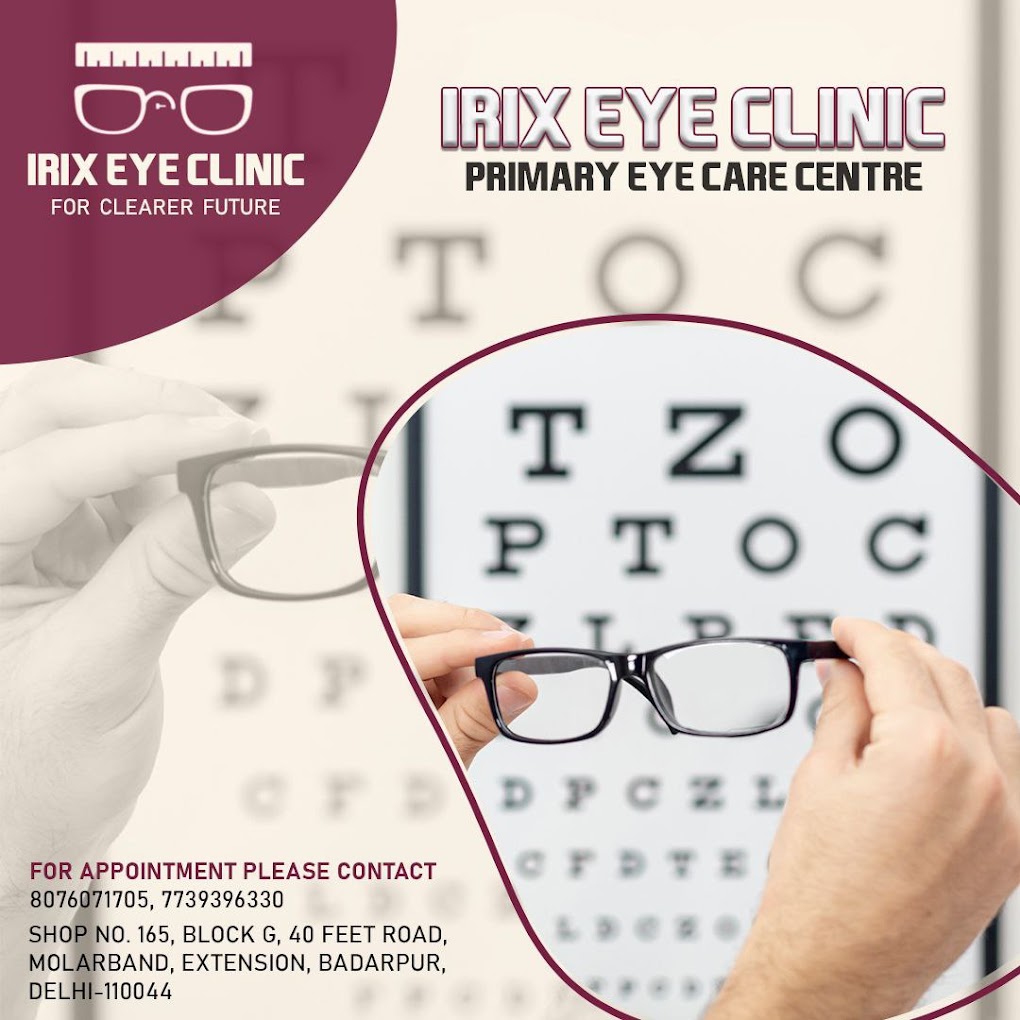 IRIX EYE CLINIC
FOR CLEARER FUTURE
IRIX EYE CLINIC
PRIMARY EYE CARE CENTRE
P T O C
T Z O
P T O C
D P
D P C Z L
C F D
C F D T E
L D C Z O
FOR APPOINTMENT PLEASE CONTACT
8076071705, 7739396330
SHOP NO. 165, BLOCK G, 40 FEET ROAD,
MOLARBAND, EXTENSION, BADARPUR,
DELHI-110044